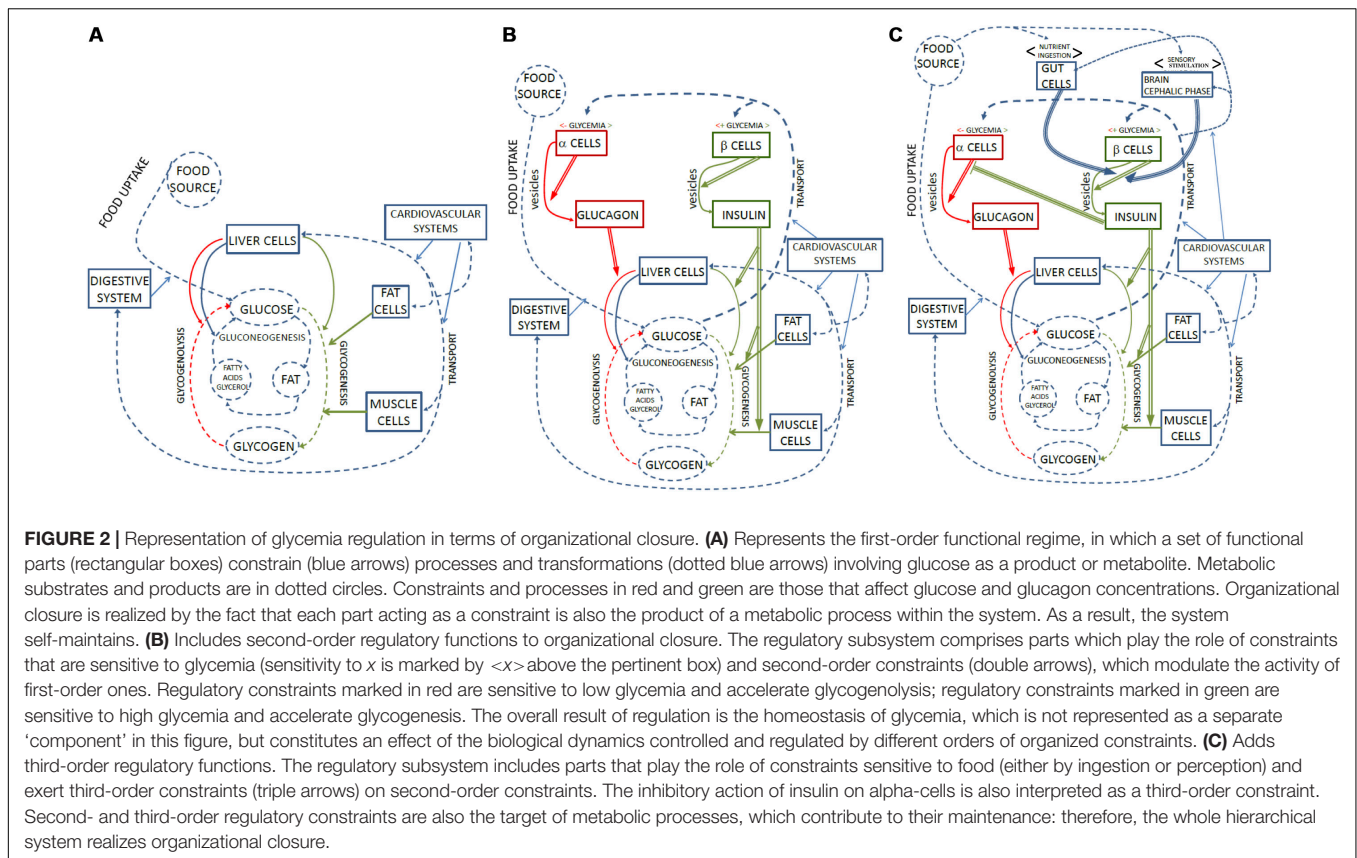 A
FOOD
SOURCE
FOOD UPTAKE
LIVER CELLS
CARDIOVASCULAR
SYSTEMS
DIGESTIVE
SYSTEM
FAT
CELLS
GLUCOSE
GLUCONEOGENESIS
GLYCOGENOLYSIS
GLYCOGENESIS
TRANSPORT
FATTY
ACIDS
GLYCEROL
FAT
MUSCLE
CELLS
GLYCOGEN
B
FOOD
SOURCE
FOOD UPTAKE
<- GLYCEMIA >
α CELLS
<+ GLYCEMIA >
β CELLS
vesicles
vesicles
TRANSPORT
GLUCAGON
INSULIN
CARDIOVASCULAR
SYSTEMS
LIVER CELLS
DIGESTIVE
SYSTEM
FAT
CELLS
GLUCOSE
GLUCONEOGENESIS
GLYCOGENOLYSIS
GLYCOGENESIS
TRANSPORT
FATTY
ACIDS
GLYCEROL
FAT
MUSCLE
CELLS
GLYCOGEN
C
FOOD
SOURCE
< NUTRIENT >
INGESTION
GUT
CELLS
< SENSORY >
STIMULATION
BRAIN
CEPHALIC PHASE
FOOD UPTAKE
<- GLYCEMIA >
α CELLS
<+ GLYCEMIA >
β CELLS
vesicles
vesicles
TRANSPORT
GLUCAGON
INSULIN
CARDIOVASCULAR
SYSTEMS
LIVER CELLS
DIGESTIVE
SYSTEM
FAT
CELLS
GLUCOSE
GLUCONEOGENESIS
GLYCOGENOLYSIS
GLYCOGENESIS
TRANSPORT
FATTY
ACIDS
GLYCEROL
FAT
MUSCLE
CELLS
GLYCOGEN
FIGURE 2 | Representation of glycemia regulation in terms of organizational closure. (A) Represents the first-order functional regime, in which a set of functional
parts (rectangular boxes) constrain (blue arrows) processes and transformations (dotted blue arrows) involving glucose as a product or metabolite. Metabolic
substrates and products are in dotted circles. Constraints and processes in red and green are those that affect glucose and glucagon concentrations. Organizational
closure is realized by the fact that each part acting as a constraint is also the product of a metabolic process within the system. As a result, the system
self-maintains. (B) Includes second-order regulatory functions to organizational closure. The regulatory subsystem comprises parts which play the role of constraints
that are sensitive to glycemia (sensitivity to x is marked by <x>above the pertinent box) and second-order constraints (double arrows), which modulate the activity of
first-order ones. Regulatory constraints marked in red are sensitive to low glycemia and accelerate glycogenolysis; regulatory constraints marked in green are
sensitive to high glycemia and accelerate glycogenesis. The overall result of regulation is the homeostasis of glycemia, which is not represented as a separate
'component' in this figure, but constitutes an effect of the biological dynamics controlled and regulated by different orders of organized constraints. (C) Adds
third-order regulatory functions. The regulatory subsystem includes parts that play the role of constraints sensitive to food (either by ingestion or perception) and
exert third-order constraints (triple arrows) on second-order constraints. The inhibitory action of insulin on alpha-cells is also interpreted as a third-order constraint.
Second- and third-order regulatory constraints are also the target of metabolic processes, which contribute to their maintenance: therefore, the whole hierarchical
system realizes organizational closure.